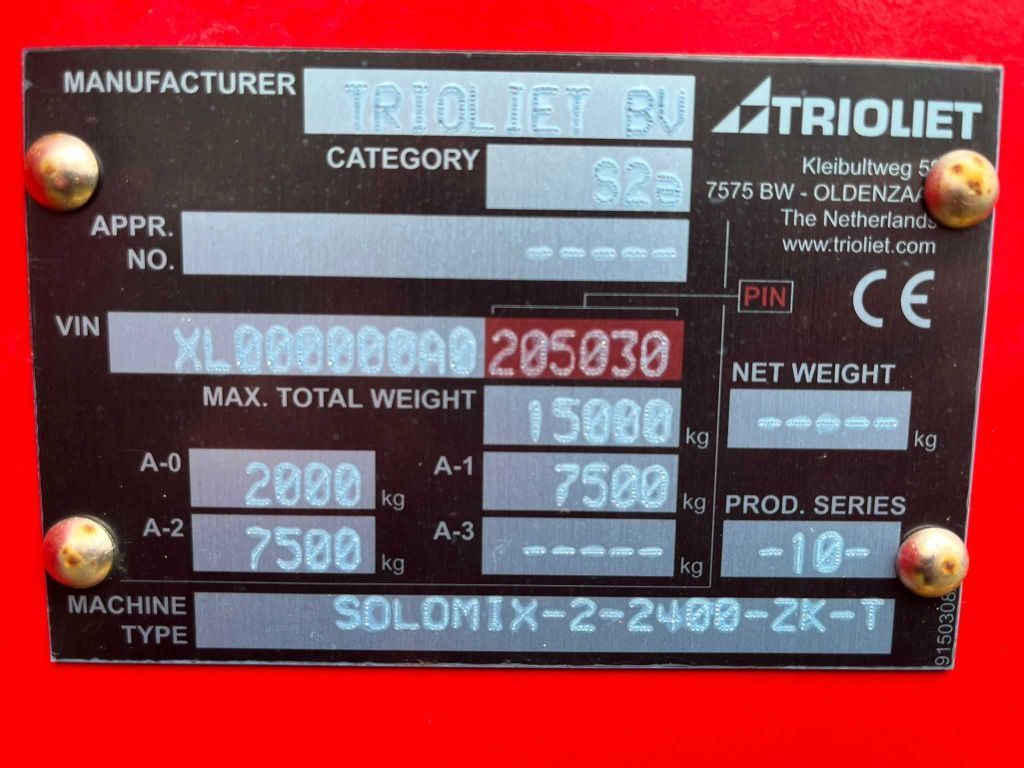 MANUFACTURER TRIOLIET BV
TRIOLIET
CATEGORY S2a
Kleibultweg
7575 BW - OLDENZAA
The Netherlands
www.trioliet.com
APPR.
NO. -----
CE
PIN
VIN XL000000A0205030
MAX. TOTAL WEIGHT 15000 kg
NET WEIGHT ----- kg
A-0 2000 kg A-1 7500 kg
A-2 7500 kg A-3 ----- kg
PROD. SERIES
-10-
MACHINE
TYPE SOLOMIX-2-2400-ZK-T
9150308